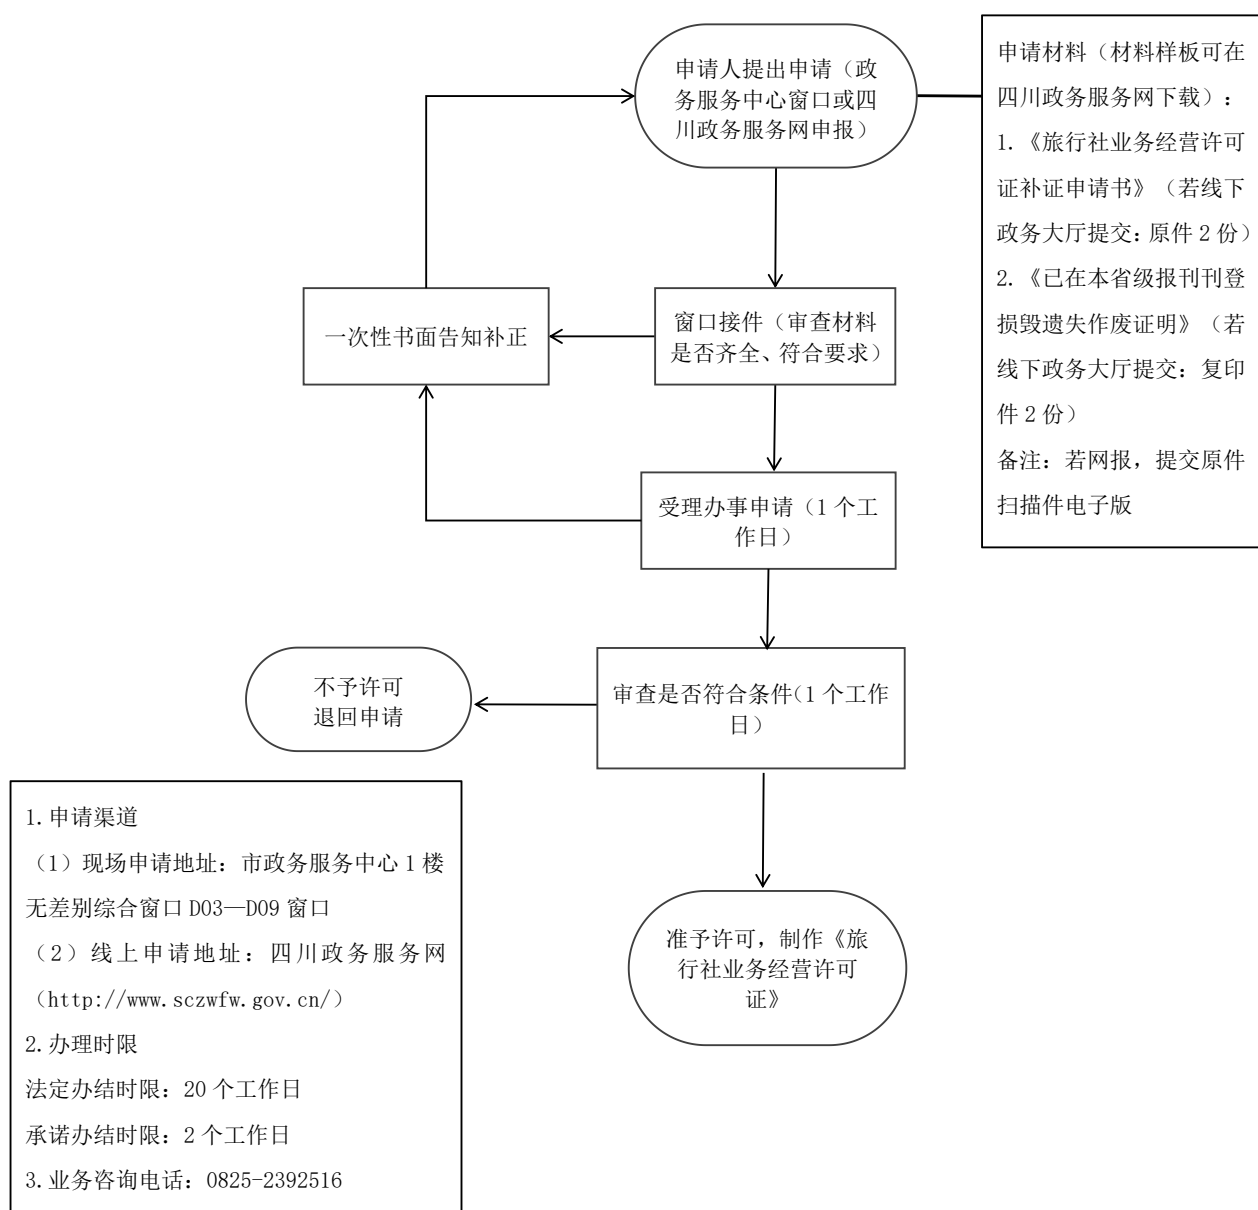 申请人提出申请（政
务服务中心窗口或四
川政务服务网申报）
申请材料（材料样板可在
四川政务服务网下载）：
1.《旅行社业务经营许可
证补证申请书》（若线下
政务大厅提交：原件 2 份）
2.《已在本省级报刊刊登
损毁遗失作废证明》（若
线下政务大厅提交：复印
件 2 份）
备注：若网报，提交原件
扫描件电子版
一次性书面告知补正
窗口接件（审查材料
是否齐全、符合要求）
受理办事申请（1 个工
作日）
不予许可
退回申请
审查是否符合条件（1 个工作
日）
准予许可，制作《旅
行社业务经营许可
证》
1.申请渠道
（1）现场申请地址：市政务服务中心 1 楼
无差别综合窗口 D03—D09 窗口
（2）线上申请地址：四川政务服务网
（http://www.sczwfw.gov.cn/）
2.办理时限
法定办结时限：20 个工作日
承诺办结时限：2 个工作日
3.业务咨询电话：0825-2392516